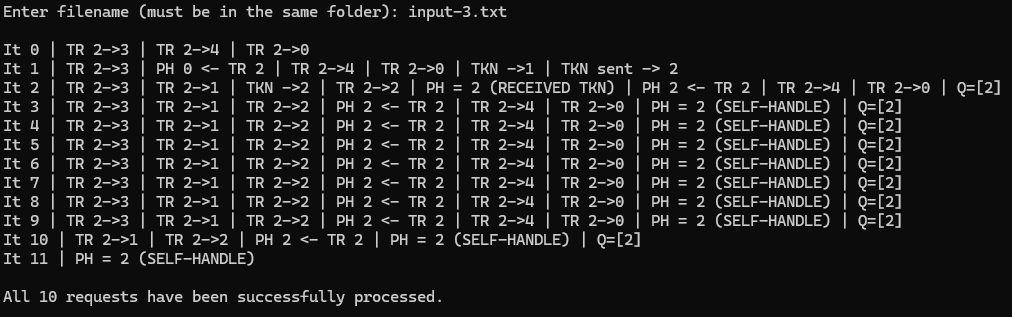 Enter filename (must be in the same folder): input-3.txt
It 0 | TR 2->3 | TR 2->4 | TR 2->0
It 1 | TR 2->3 | PH 0 <- TR 2 | TR 2->4 | TR 2->0 | TKN ->1 | TKN sent -> 2
It 2 | TR 2->3 | TR 2->1 | TKN ->2 | TR 2->2 | PH = 2 (RECEIVED TKN) | PH 2 <- TR 2 | TR 2->4 | TR 2->0 | Q=[2]
It 3 | TR 2->3 | TR 2->1 | TR 2->2 | PH 2 <- TR 2 | TR 2->4 | TR 2->0 | PH = 2 (SELF-HANDLE) | Q=[2]
It 4 | TR 2->3 | TR 2->1 | TR 2->2 | PH 2 <- TR 2 | TR 2->4 | TR 2->0 | PH = 2 (SELF-HANDLE) | Q=[2]
It 5 | TR 2->3 | TR 2->1 | TR 2->2 | PH 2 <- TR 2 | TR 2->4 | TR 2->0 | PH = 2 (SELF-HANDLE) | Q=[2]
It 6 | TR 2->3 | TR 2->1 | TR 2->2 | PH 2 <- TR 2 | TR 2->4 | TR 2->0 | PH = 2 (SELF-HANDLE) | Q=[2]
It 7 | TR 2->3 | TR 2->1 | TR 2->2 | PH 2 <- TR 2 | TR 2->4 | TR 2->0 | PH = 2 (SELF-HANDLE) | Q=[2]
It 8 | TR 2->3 | TR 2->1 | TR 2->2 | PH 2 <- TR 2 | TR 2->4 | TR 2->0 | PH = 2 (SELF-HANDLE) | Q=[2]
It 9 | TR 2->3 | TR 2->1 | TR 2->2 | PH 2 <- TR 2 | TR 2->4 | TR 2->0 | PH = 2 (SELF-HANDLE) | Q=[2]
It 10 | TR 2->1 | TR 2->2 | PH 2 <- TR 2 | PH = 2 (SELF-HANDLE) | Q=[2]
It 11 | PH = 2 (SELF-HANDLE)
All 10 requests have been successfully processed.